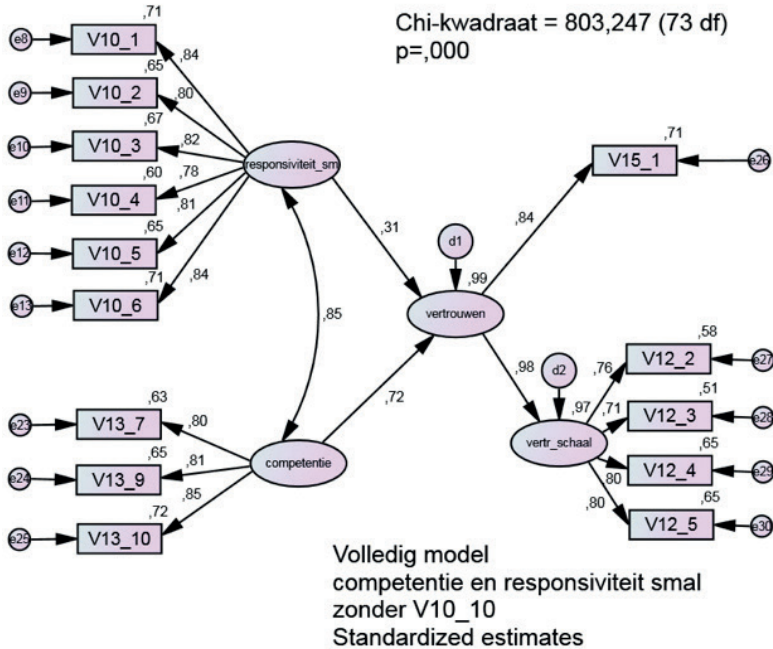 Chi-kwadraat = 803,247 (73 df)
p=,000
,71
e8
V10_1
,84
,65
e9
V10_2
,80
,67
e10
V10_3
,82
,60
e11
V10_4
,78
,81
,65
e12
V10_5
,71
e13
V10_6
,84
responsiviteit_sm
,31
d1
,99
vertrouwen
,84
,71
V15_1
e26
,85
,72
,98
d2
,97
vertr_schaal
,76
,58
V12_2
e27
,71
,51
V12_3
e28
,80
,65
V12_4
e29
,80
,65
V12_5
e30
,63
e23
V13_7
,80
,65
e24
V13_9
,81
,72
e25
V13_10
,85
competentie
Volledig model
competentie en responsiviteit smal
zonder V10_10
Standardized estimates